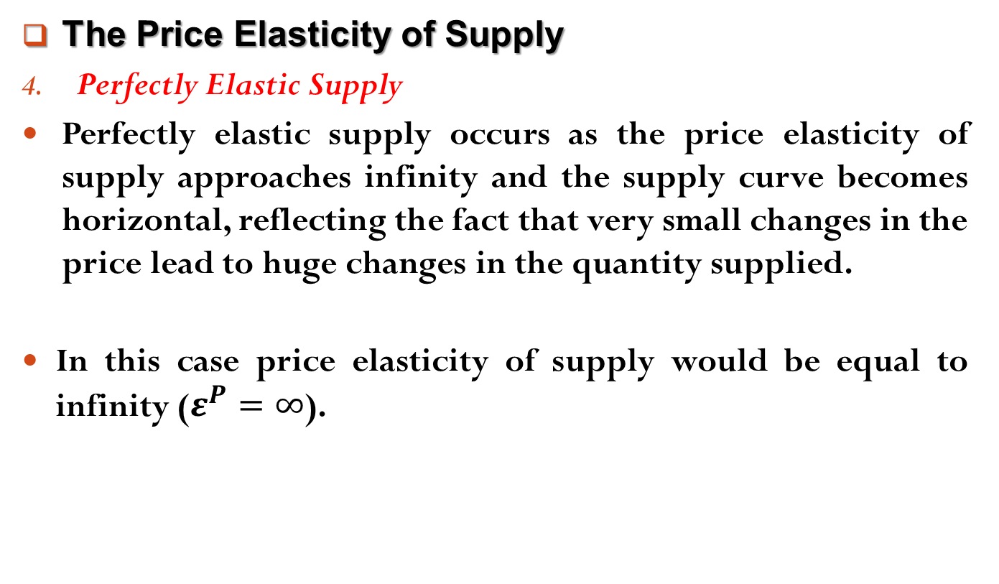 ❑ The Price Elasticity of Supply
4. Perfectly Elastic Supply
• Perfectly elastic supply occurs as the price elasticity of
supply approaches infinity and the supply curve becomes
horizontal, reflecting the fact that very small changes in the
price lead to huge changes in the quantity supplied.
• In this case price elasticity of supply would be equal to
infinity (𝜺ᴾ = ∞).